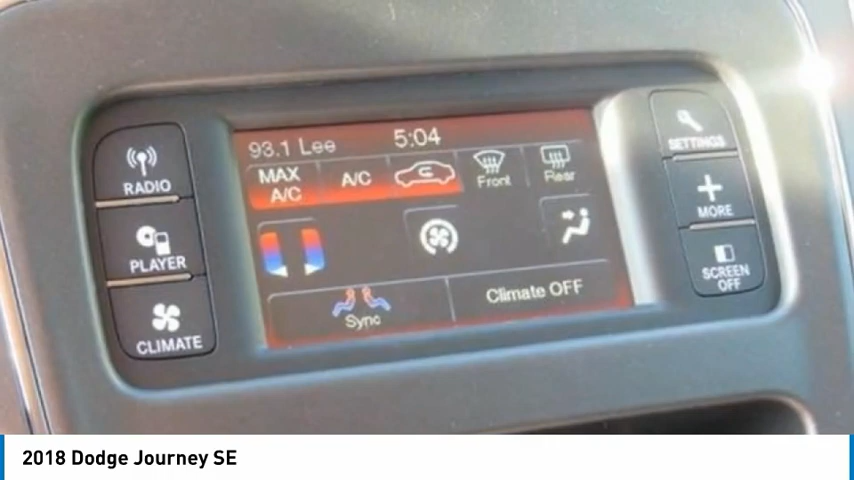 RADIO
PLAYER
CLIMATE
93.1 Lee 5:04
MAX A/C
A/C
Front
Rear
Sync
Climate OFF
SETTINGS
MORE
SCREEN OFF
2018 Dodge Journey SE